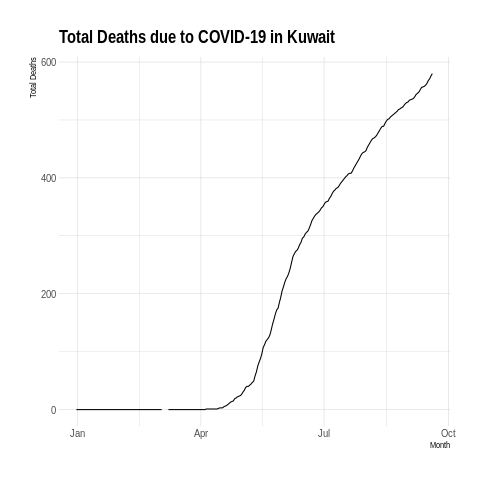 Total Deaths due to COVID-19 in Kuwait
Total Deaths
600
400
200
0
Jan Apr Jul Oct
Month